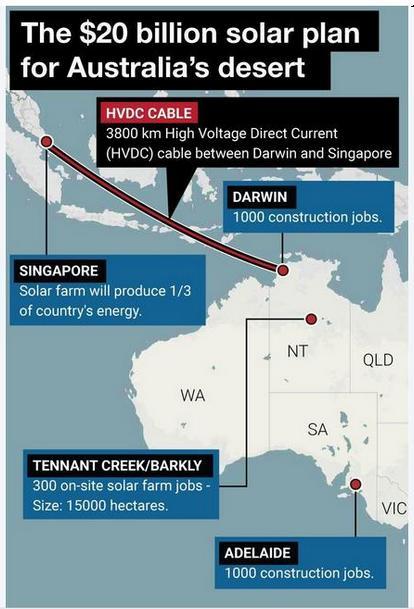 The $20 billion solar plan
for Australia's desert
HVDC CABLE
3800 km High Voltage Direct Current
(HVDC) cable between Darwin and Singapore
DARWIN
1000 construction jobs.
SINGAPORE
Solar farm will produce 1/3
of country's energy.
NT
QLD
WA
SA
TENNANT CREEK/BARKLY
300 on-site solar farm jobs -
Size: 15000 hectares.
VIC
ADELAIDE
1000 construction jobs.